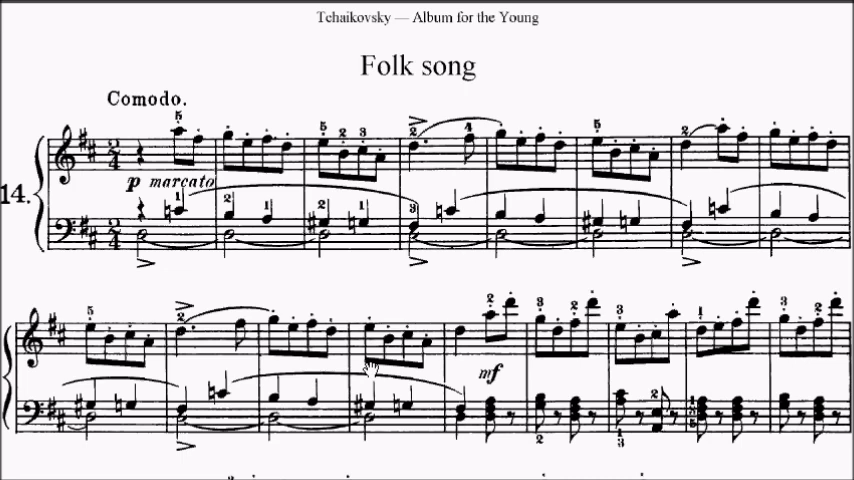 Tchaikovsky — Album for the Young
Folk song
Comodo.
14.
p marcato
mf